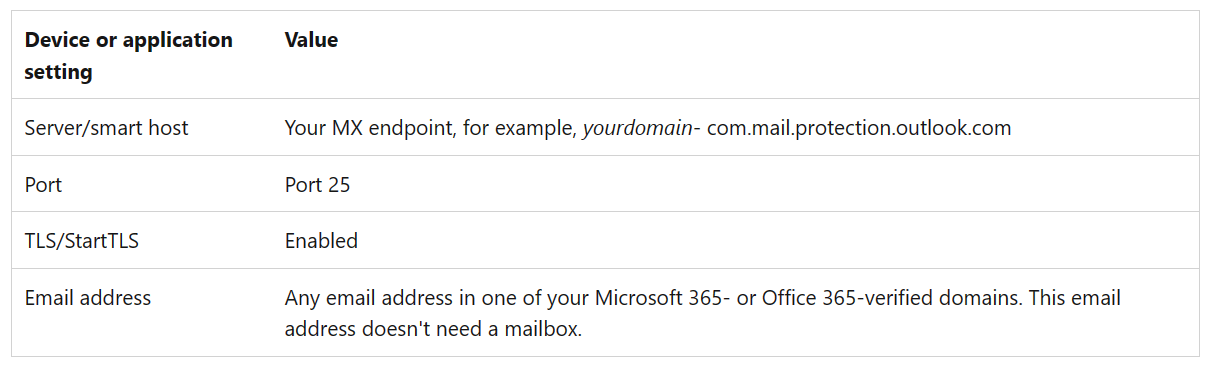 Device or application setting
Value
Server/smart host
Your MX endpoint, for example, yourdomain- com.mail.protection.outlook.com
Port
Port 25
TLS/StartTLS
Enabled
Email address
Any email address in one of your Microsoft 365- or Office 365-verified domains. This email
address doesn't need a mailbox.